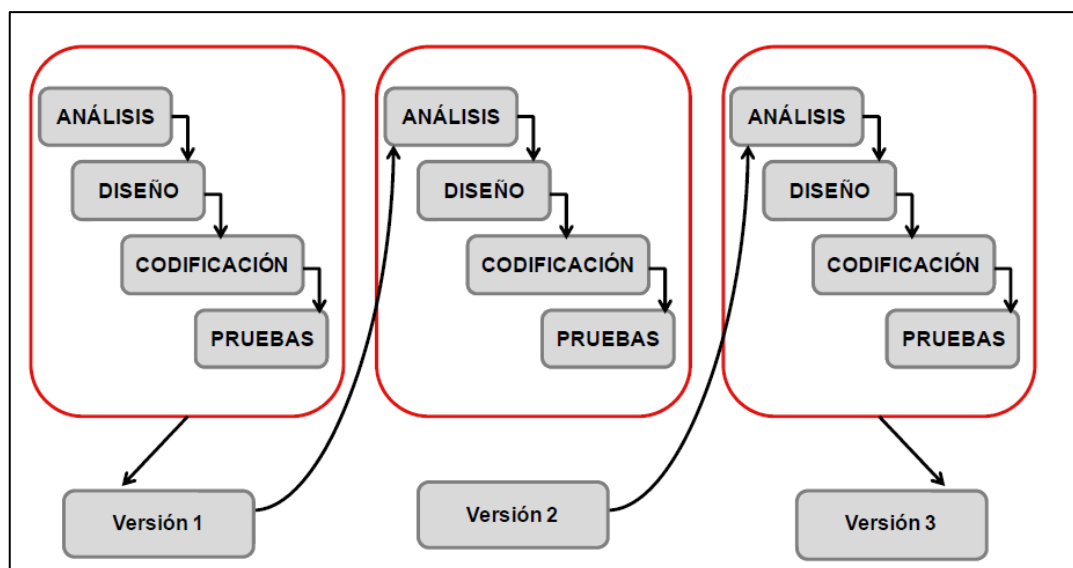 ANÁLISIS
DISEÑO
CODIFICACIÓN
PRUEBAS
Versión 1
ANÁLISIS
DISEÑO
CODIFICACIÓN
PRUEBAS
Versión 2
ANÁLISIS
DISEÑO
CODIFICACIÓN
PRUEBAS
Versión 3